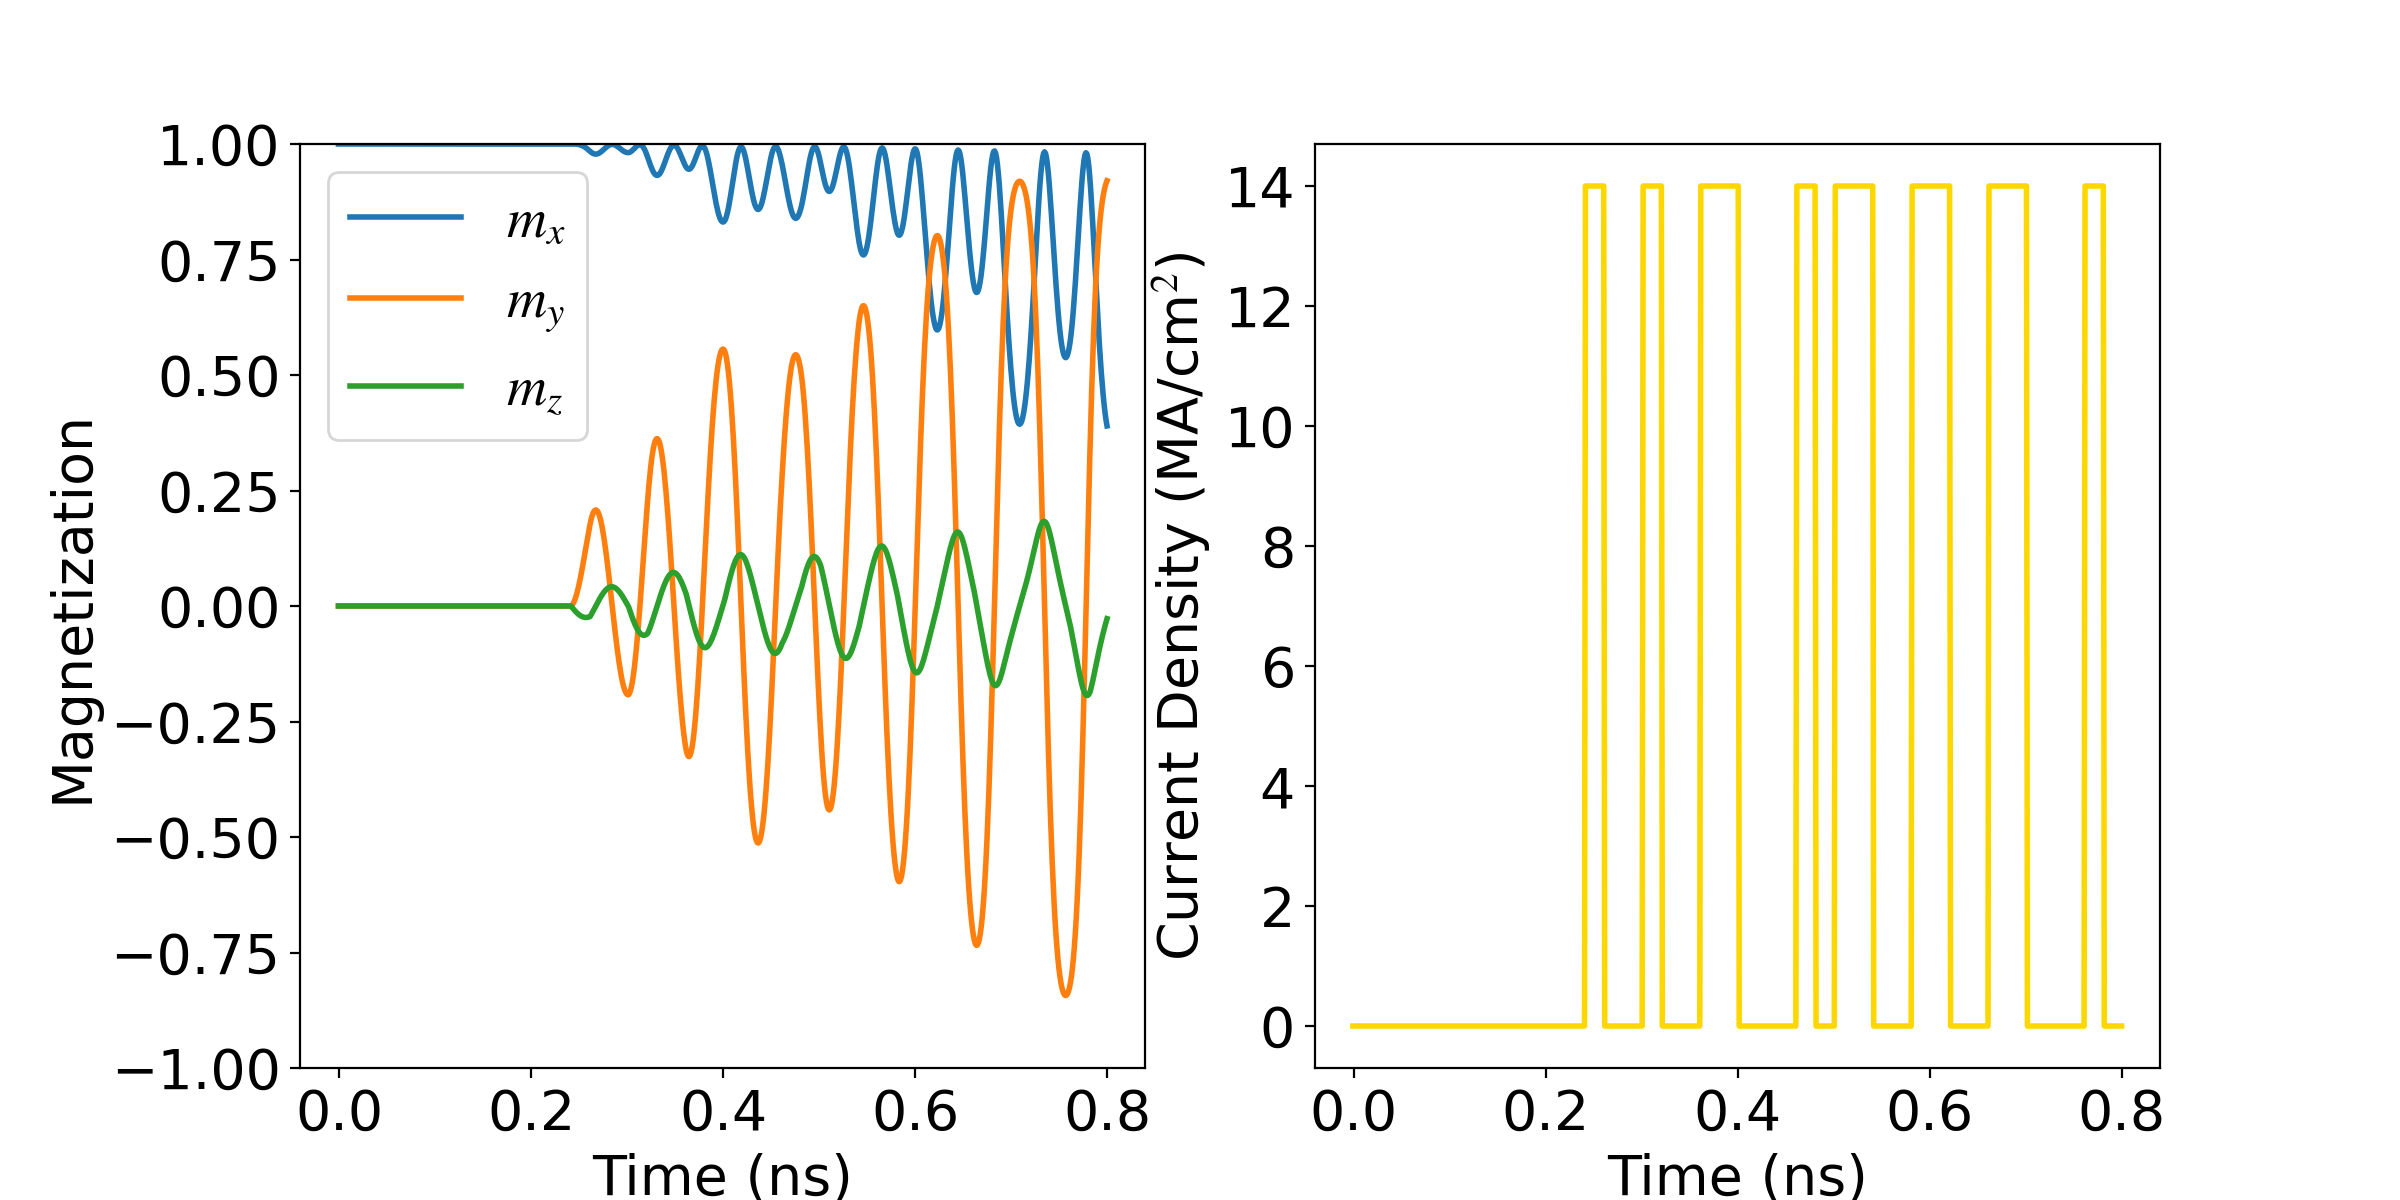 1.00
0.75
0.50
0.25
0.00
−0.25
−0.50
−0.75
−1.00
Magnetization
m_x
m_y
m_z
0.0 0.2 0.4 0.6 0.8
Time (ns)
14
12
10
8
6
4
2
0
Current Density (MA/cm²)
0.0 0.2 0.4 0.6 0.8
Time (ns)